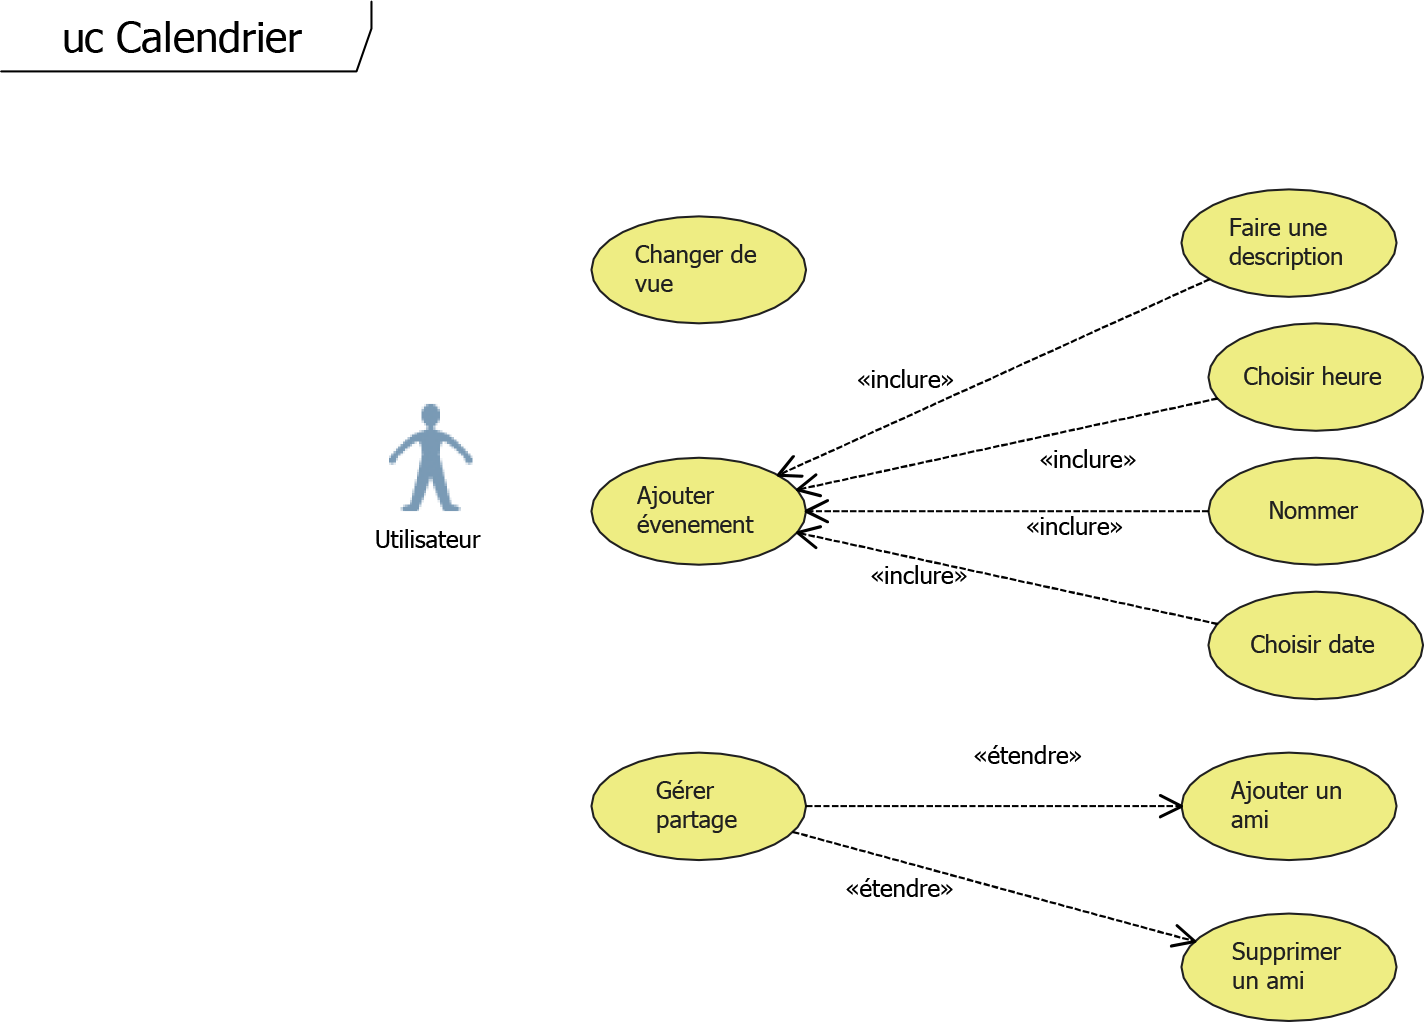 uc Calendrier
Faire une
description
Changer de
vue
Choisir heure
«inclure»
«inclure»
Ajouter
évenement
Nommer
«inclure»
Utilisateur
«inclure»
Choisir date
«étendre»
Gérer
partage
Ajouter un
ami
«étendre»
Supprimer
un ami